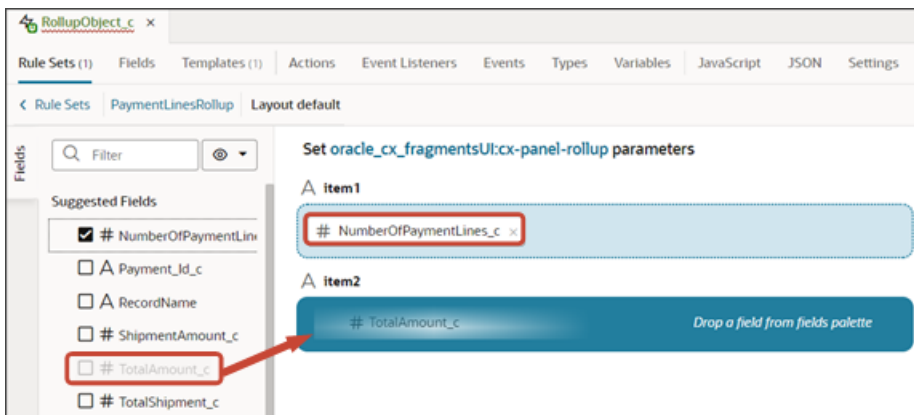 RollupObject_c ×
Rule Sets (1) Fields Templates (1) Actions Event Listeners Events Types Variables JavaScript JSON Settings
Rule Sets PaymentLinesRollup Layout default
Fields
Filter
Set oracle_cx_fragmentsUI:cx-panel-rollup parameters
A item1
Suggested Fields
# NumberOfPaymentLines_c ×
# NumberOfPaymentLin
A Payment_Id_c
A item2
A RecordName
# TotalAmount_c Drop a field from fields palette
# ShipmentAmount_c
# TotalAmount_c
# TotalShipment_c